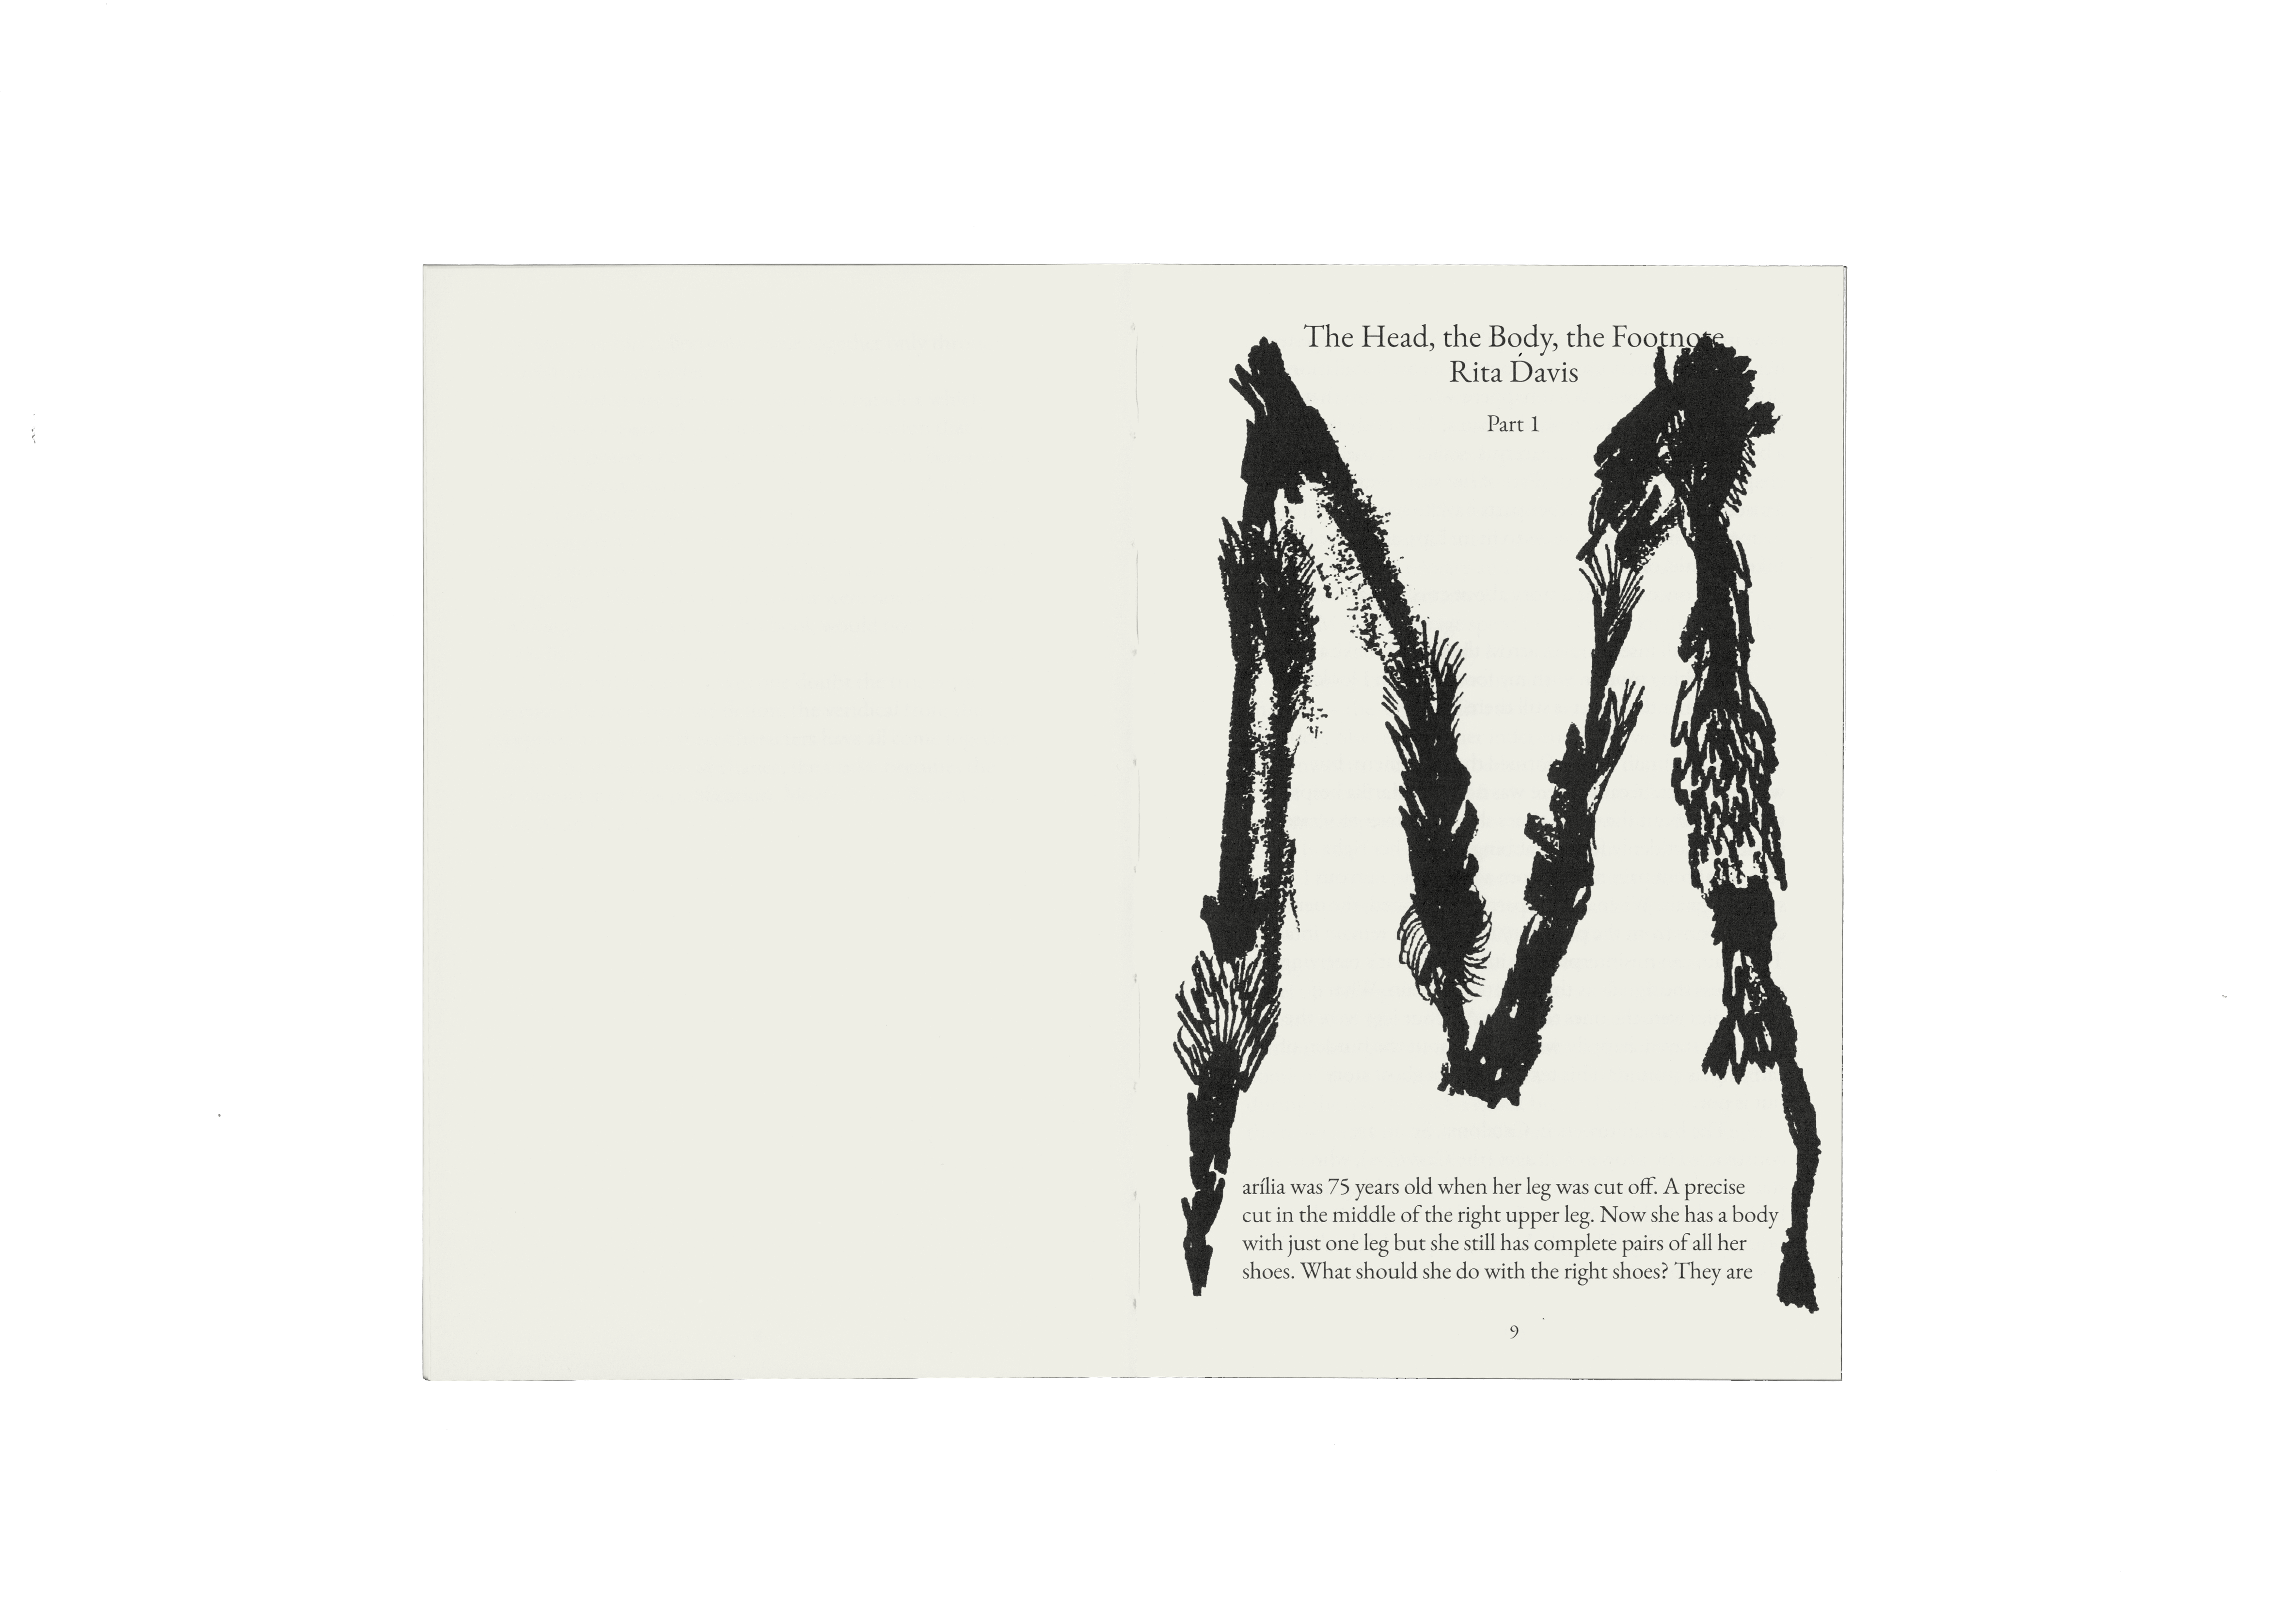 The Head, the Body, the Footnote
Rita Davis
Part 1
M
arília was 75 years old when her leg was cut off. A precise
cut in the middle of the right upper leg. Now she has a body
with just one leg but she still has complete pairs of all her
shoes. What should she do with the right shoes? They are
9